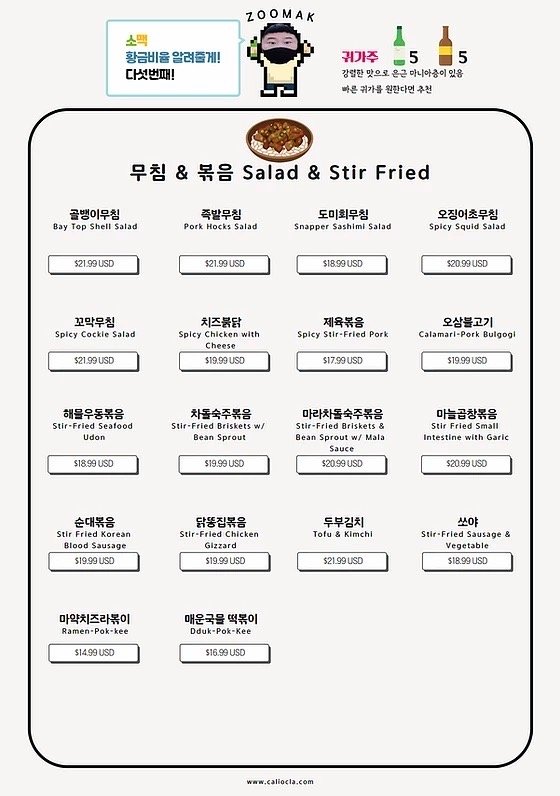 ZOOMAK
소맥
황금비율 알려줄게!
다섯번째!
귀가주 5 5
강렬한 맛으로 은근 마니아층이 있음
빠른 귀가를 원한다면 추천
무침 & 볶음 Salad & Stir Fried
골뱅이무침
Bay Top Shell Salad
$21.99 USD
족발무침
Pork Hocks Salad
$21.99 USD
도미회무침
Snapper Sashimi Salad
$18.99 USD
오징어초무침
Spicy Squid Salad
$20.99 USD
꼬막무침
Spicy Cockie Salad
$21.99 USD
치즈붉닭
Spicy Chicken with
Cheese
$19.99 USD
제육볶음
Spicy Stir-Fried Pork
$17.99 USD
오삼불고기
Calamari-Pork Bulgogi
$19.99 USD
해물우동볶음
Stir-Fried Seafood
Udon
$18.99 USD
차돌숙주볶음
Stir-Fried Briskets w/
Bean Sprout
$19.99 USD
마라차돌숙주볶음
Stir-Fried Briskets &
Bean Sprout w/ Mala
Sauce
$20.99 USD
마늘곱창볶음
Stir Fried Small
Intestine with Garic
$20.99 USD
순대볶음
Stir Fried Korean
Blood Sausage
$19.99 USD
닭똥집볶음
Stir-Fried Chicken
Gizzard
$19.99 USD
두부김치
Tofu & Kimchi
$21.99 USD
쏘야
Stir-Fried Sausage &
Vegetable
$18.99 USD
마약치즈라볶이
Ramen-Pok-kee
$14.99 USD
매운국물 떡볶이
Dduk-Pok-Kee
$16.99 USD
www.caliocla.com